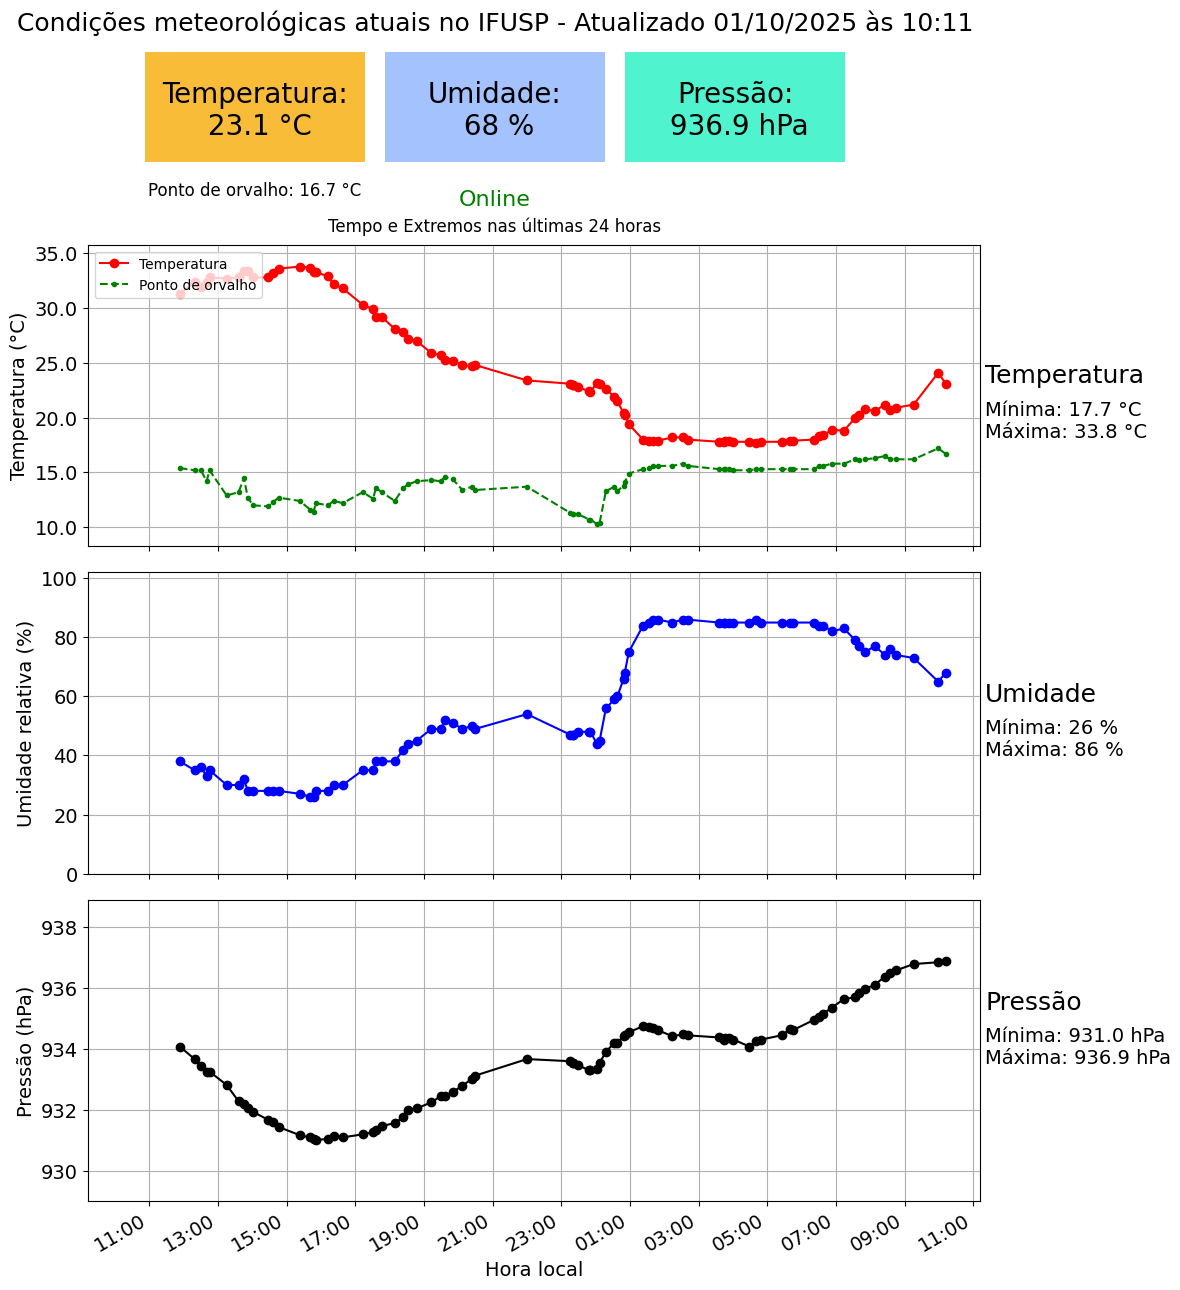 Condições meteorológicas atuais no IFUSP - Atualizado 01/10/2025 às 10:11
Temperatura:
23.1 °C
Umidade:
68 %
Pressão:
936.9 hPa
Ponto de orvalho: 16.7 °C
Online
Tempo e Extremos nas últimas 24 horas
Temperatura (°C)
35.0
30.0
25.0
20.0
15.0
10.0
Temperatura
Ponto de orvalho
Temperatura
Mínima: 17.7 °C
Máxima: 33.8 °C
Umidade relativa (%)
100
80
60
40
20
0
Umidade
Mínima: 26 %
Máxima: 86 %
Pressão (hPa)
938
936
934
932
930
Pressão
Mínima: 931.0 hPa
Máxima: 936.9 hPa
11:00
13:00
15:00
17:00
19:00
21:00
23:00
01:00
03:00
05:00
07:00
09:00
11:00
Hora local